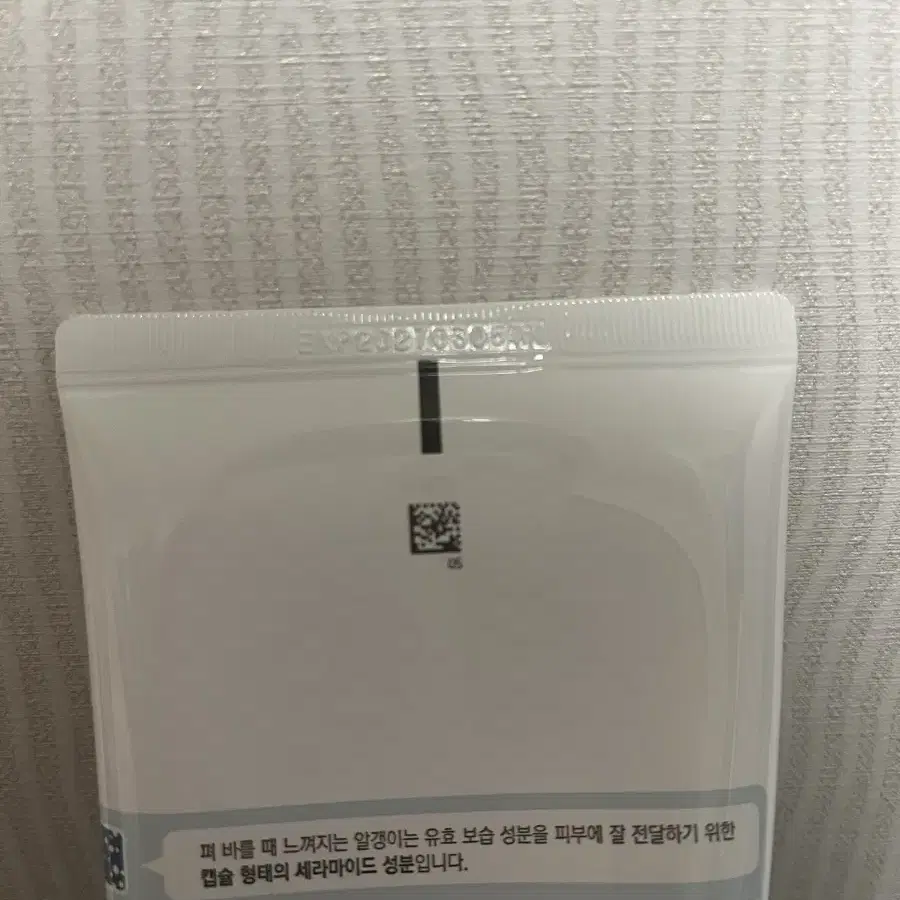 05
펴 바를 때 느껴지는 알갱이는 유효 보습 성분을 피부에 잘 전달하기 위한
캡슐 형태의 세라마이드 성분입니다.